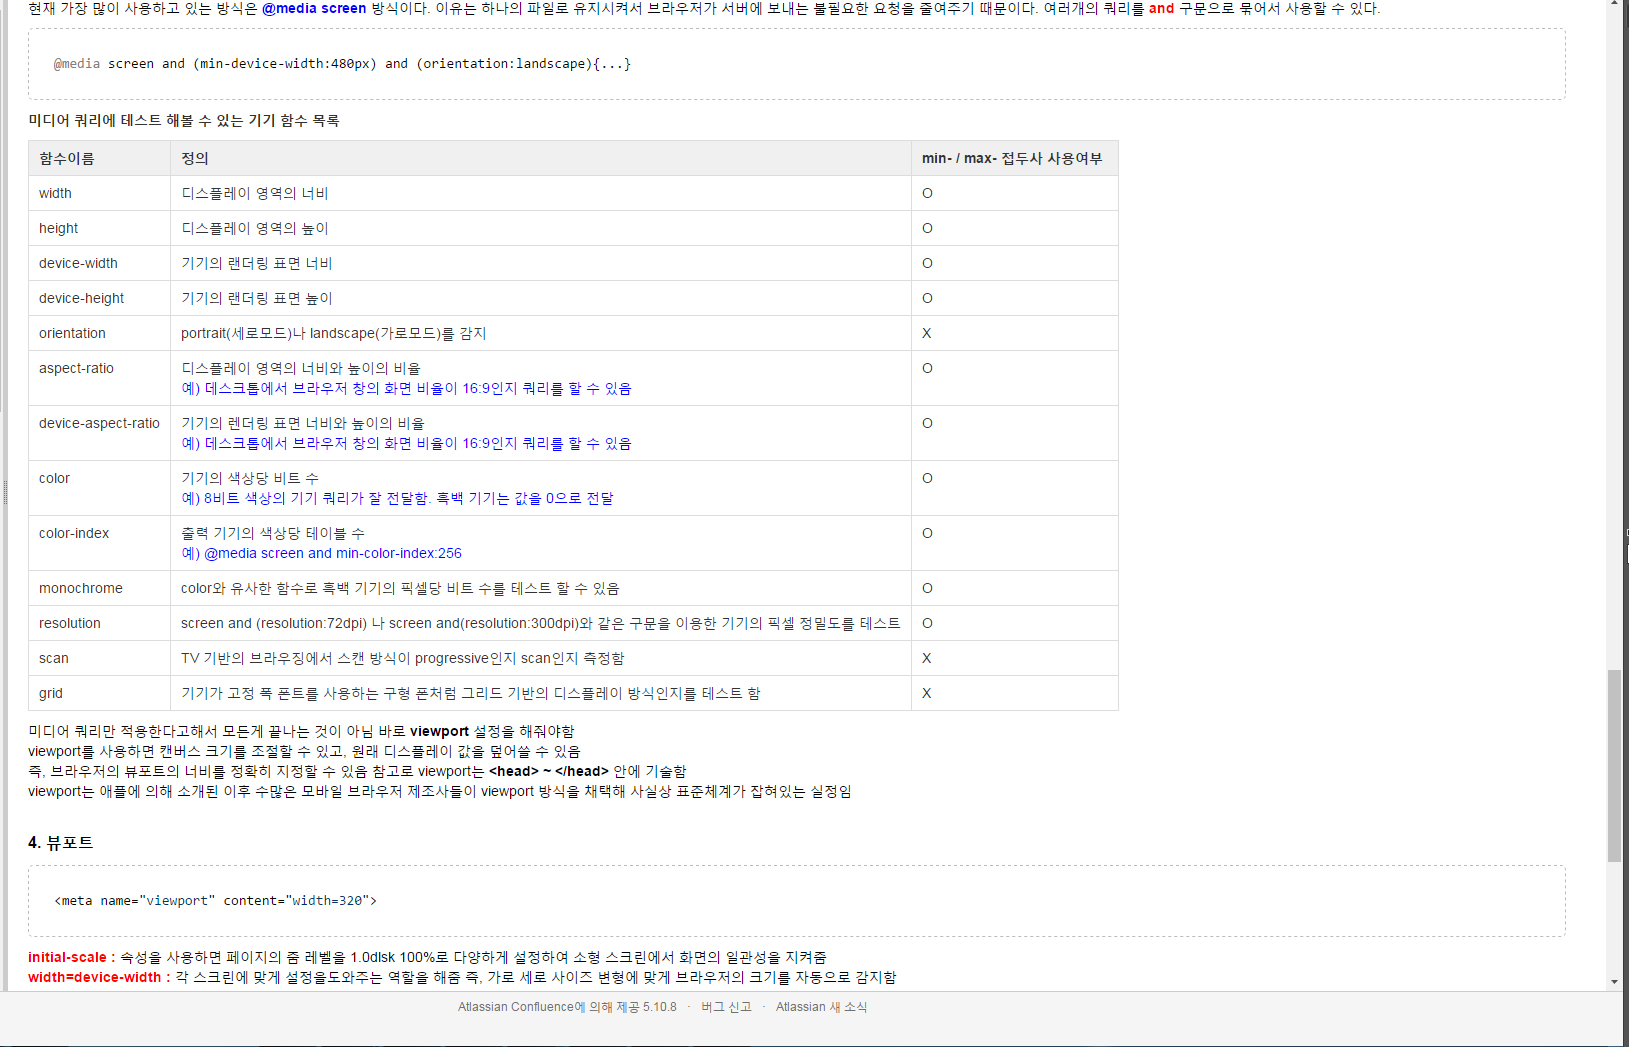 현재 가장 많이 사용하고 있는 방식은 @media screen 방식이다. 이유는 하나의 파일로 유지시켜서 브라우저가 서버에 보내는 불필요한 요청을 줄여주기 때문이다. 여러개의 쿼리를 and 구문으로 묶어서 사용할 수 있다.
@media screen and (min-device-width:480px) and (orientation:landscape){...}
미디어 쿼리에 테스트 해볼 수 있는 기기 함수 목록
함수이름 정의 min- / max- 접두사 사용여부
width 디스플레이 영역의 너비 O
height 디스플레이 영역의 높이 O
device-width 기기의 랜더링 표면 너비 O
device-height 기기의 랜더링 표면 높이 O
orientation portrait(세로모드)나 landscape(가로모드)를 감지 X
aspect-ratio 디스플레이 영역의 너비와 높이의 비율 O
예) 데스크톱에서 브라우저 창의 화면 비율이 16:9인지 쿼리를 할 수 있음
device-aspect-ratio 기기의 렌더링 표면 너비와 높이의 비율 O
예) 데스크톱에서 브라우저 창의 화면 비율이 16:9인지 쿼리를 할 수 있음
color 기기의 색상당 비트 수 O
예) 8비트 색상의 기기 쿼리가 잘 전달함. 흑백 기기는 값을 0으로 전달
color-index 출력 기기의 색상당 테이블 수 O
예) @media screen and min-color-index:256
monochrome color와 유사한 함수로 흑백 기기의 픽셀당 비트 수를 테스트 할 수 있음 O
resolution screen and (resolution:72dpi) 나 screen and(resolution:300dpi)와 같은 구문을 이용한 기기의 픽셀 정밀도를 테스트 O
scan TV 기반의 브라우징에서 스캔 방식이 progressive인지 scan인지 측정함 X
grid 기기가 고정 폭 폰트를 사용하는 구형 폰처럼 그리드 기반의 디스플레이 방식인지를 테스트 함 X
미디어 쿼리만 적용한다고해서 모든게 끝나는 것이 아님 바로 viewport 설정을 해줘야함
viewport를 사용하면 캔버스 크기를 조절할 수 있고, 원래 디스플레이 값을 덮어쓸 수 있음
즉, 브라우저의 뷰포트의 너비를 정확히 지정할 수 있음 참고로 viewport는 <head> ~ </head> 안에 기술함
viewport는 애플에 의해 소개된 이후 수많은 모바일 브라우저 제조사들이 viewport 방식을 채택해 사실상 표준체계가 잡혀있는 실정임
4. 뷰포트
<meta name="viewport" content="width=320">
initial-scale : 속성을 사용하면 페이지의 줌 레벨을 1.0dlsk 100%로 다양하게 설정하여 소형 스크린에서 화면의 일관성을 지켜줌
width=device-width : 각 스크린에 맞게 설정을도와주는 역할을 해줌 즉, 가로 세로 사이즈 변형에 맞게 브라우저의 크기를 자동으로 감지함
Atlassian Confluence에 의해 제공 5.10.8 · 버그 신고 · Atlassian 새 소식